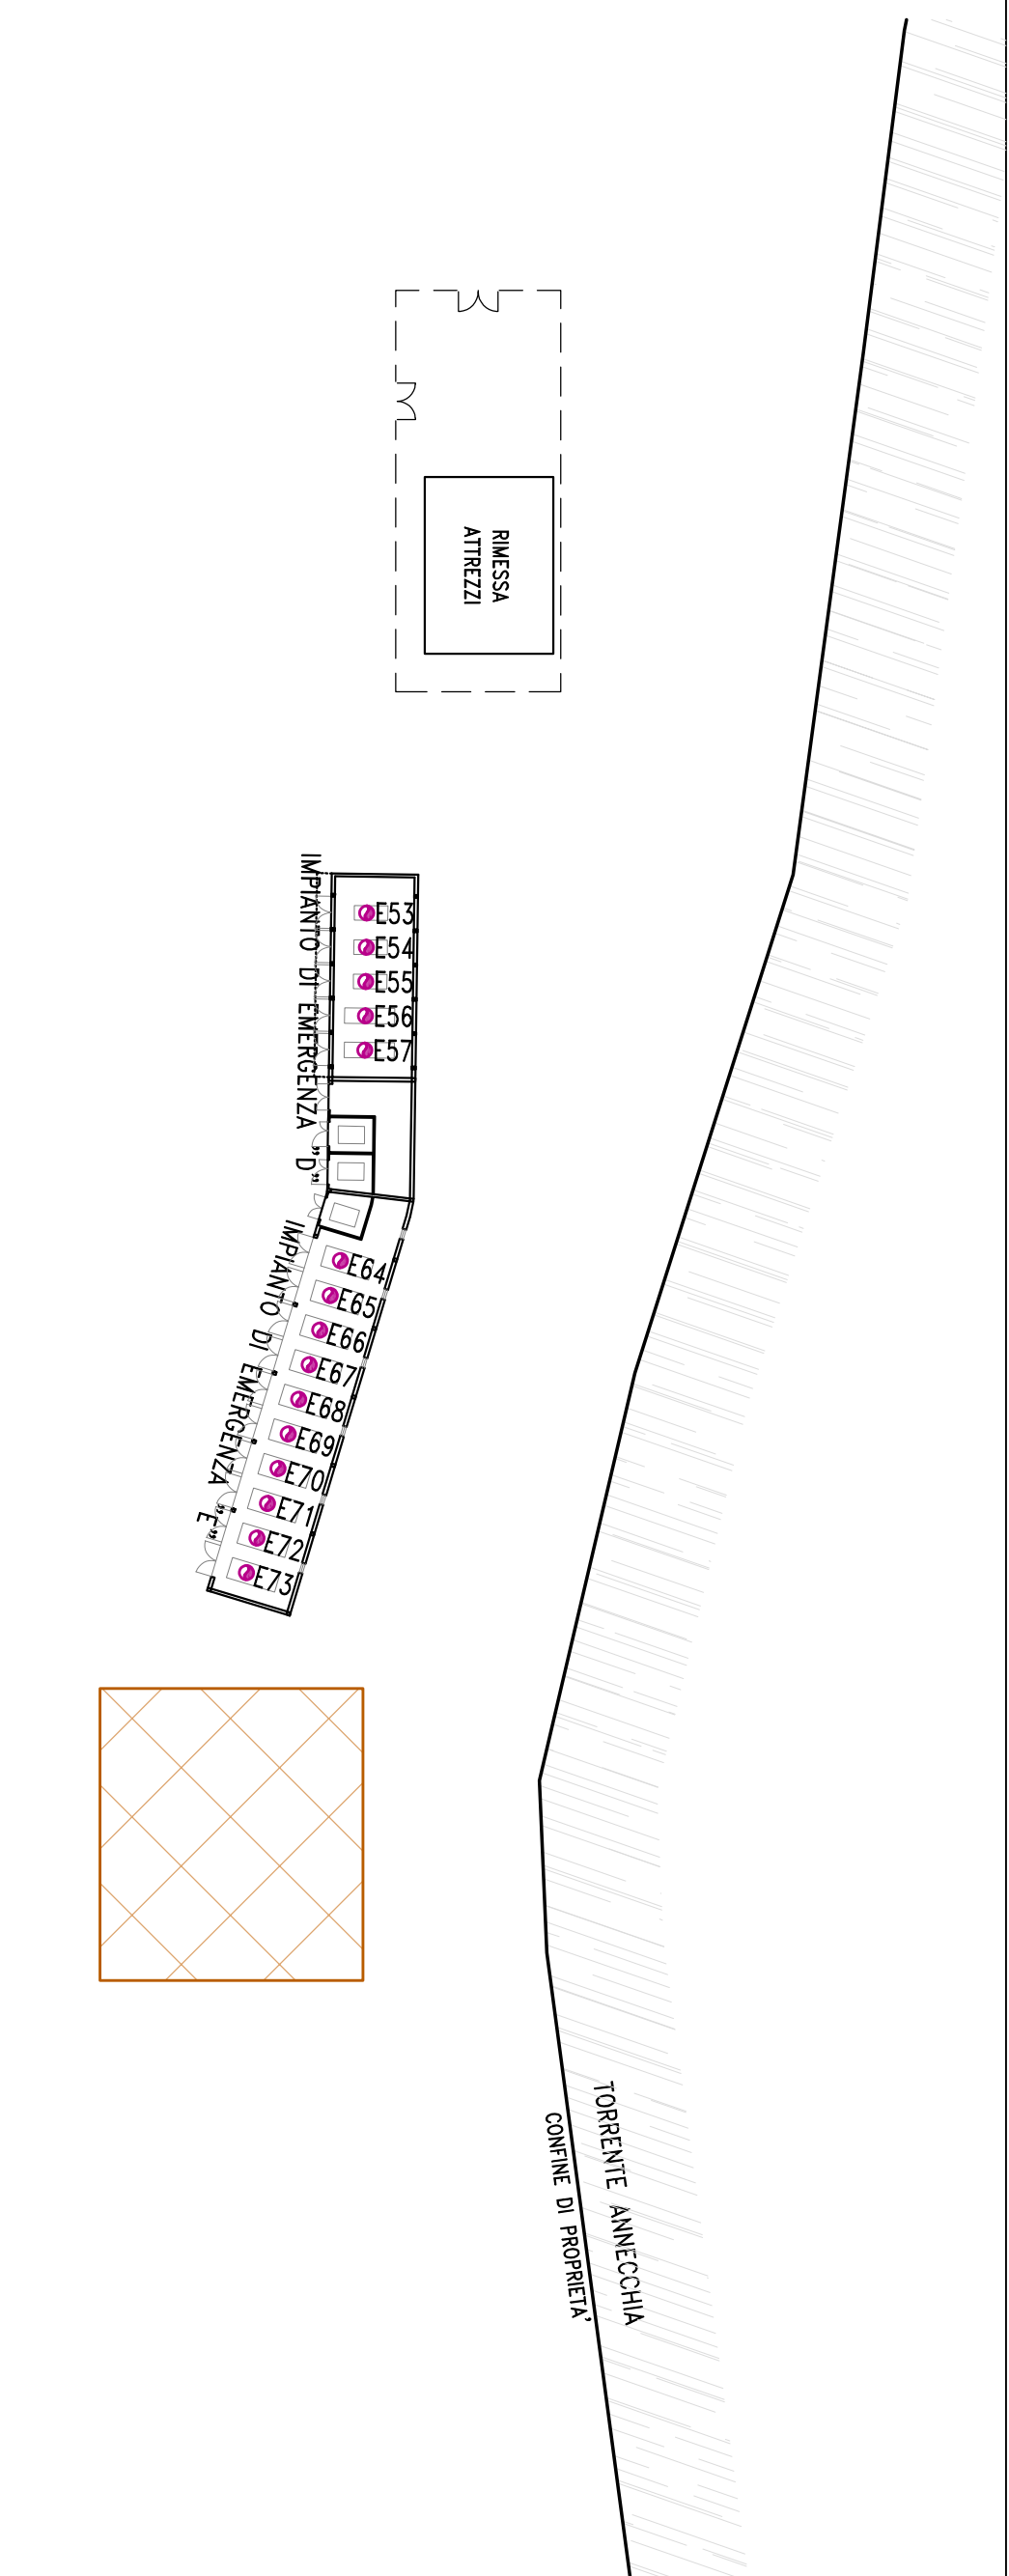 RIMESSA
ATTREZZI
IMPIANTO DI EMERGENZA "D"
E53
E54
E55
E56
E57
IMPIANTO DI EMERGENZA "E"
E64
E65
E66
E67
E68
E69
E70
E71
E72
E73
TORRENTE ANNECCHIA
CONFINE DI PROPRIETA'